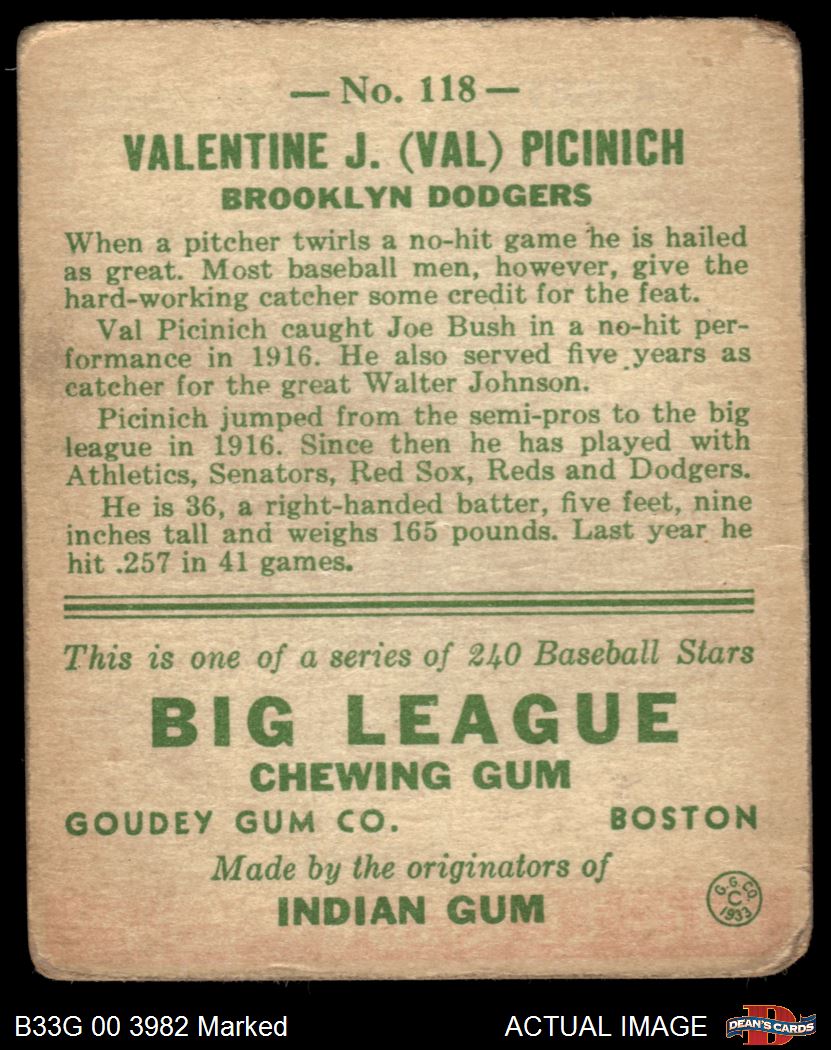 — No. 118 —
VALENTINE J. (VAL) PICINICH
BROOKLYN DODGERS
When a pitcher twirls a no-hit game he is hailed
as great. Most baseball men, however, give the
hard-working catcher some credit for the feat.
Val Picinich caught Joe Bush in a no-hit per-
formance in 1916. He also served five years as
catcher for the great Walter Johnson.
Picinich jumped from the semi-pros to the big
league in 1916. Since then he has played with
Athletics, Senators, Red Sox, Reds and Dodgers.
He is 36, a right-handed batter, five feet, nine
inches tall and weighs 165 pounds. Last year he
hit .257 in 41 games.
This is one of a series of 240 Baseball Stars
BIG LEAGUE
CHEWING GUM
GOUDEY GUM CO. BOSTON
Made by the originators of
INDIAN GUM
G. G. CO.
C
1933
B33G 00 3982 Marked ACTUAL IMAGE
D
DEAN'S CARDS